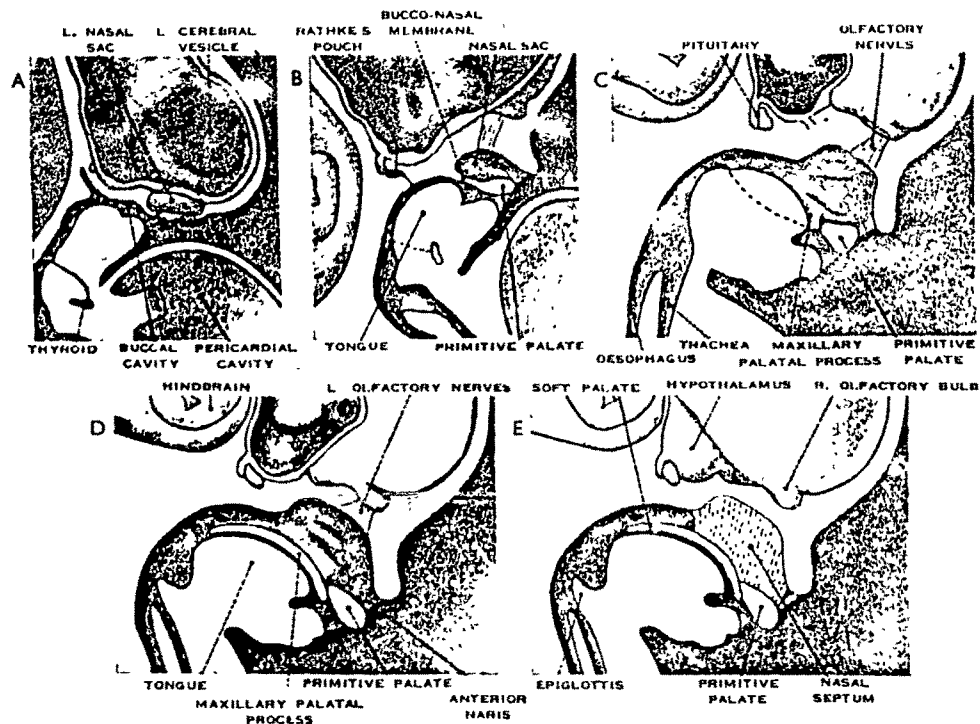 L. NASAL SAC
L CEREBRAL VESICLE
RATHKES POUCH
BUCCO-NASAL MEMBRANE
NASAL SAC
PITUITARY
OLFACTORY NERVES
A
B
C
THYROID
BUCCAL CAVITY
PERICARDIAL CAVITY
TONGUE
PRIMITIVE PALATE
OESOPHAGUS
THACHEA
MAXILLARY PALATAL PROCESS
PRIMITIVE PALATE
HINDBRAIN
L. OLFACTORY NERVES
SOFT PALATE
HYPOTHALAMUS
R. OLFACTORY BULB
D
E
TONGUE
MAXILLARY PALATAL PROCESS
PRIMITIVE PALATE
ANTERIOR NARIS
EPIGLOTTIS
PRIMITIVE PALATE
NASAL SEPTUM